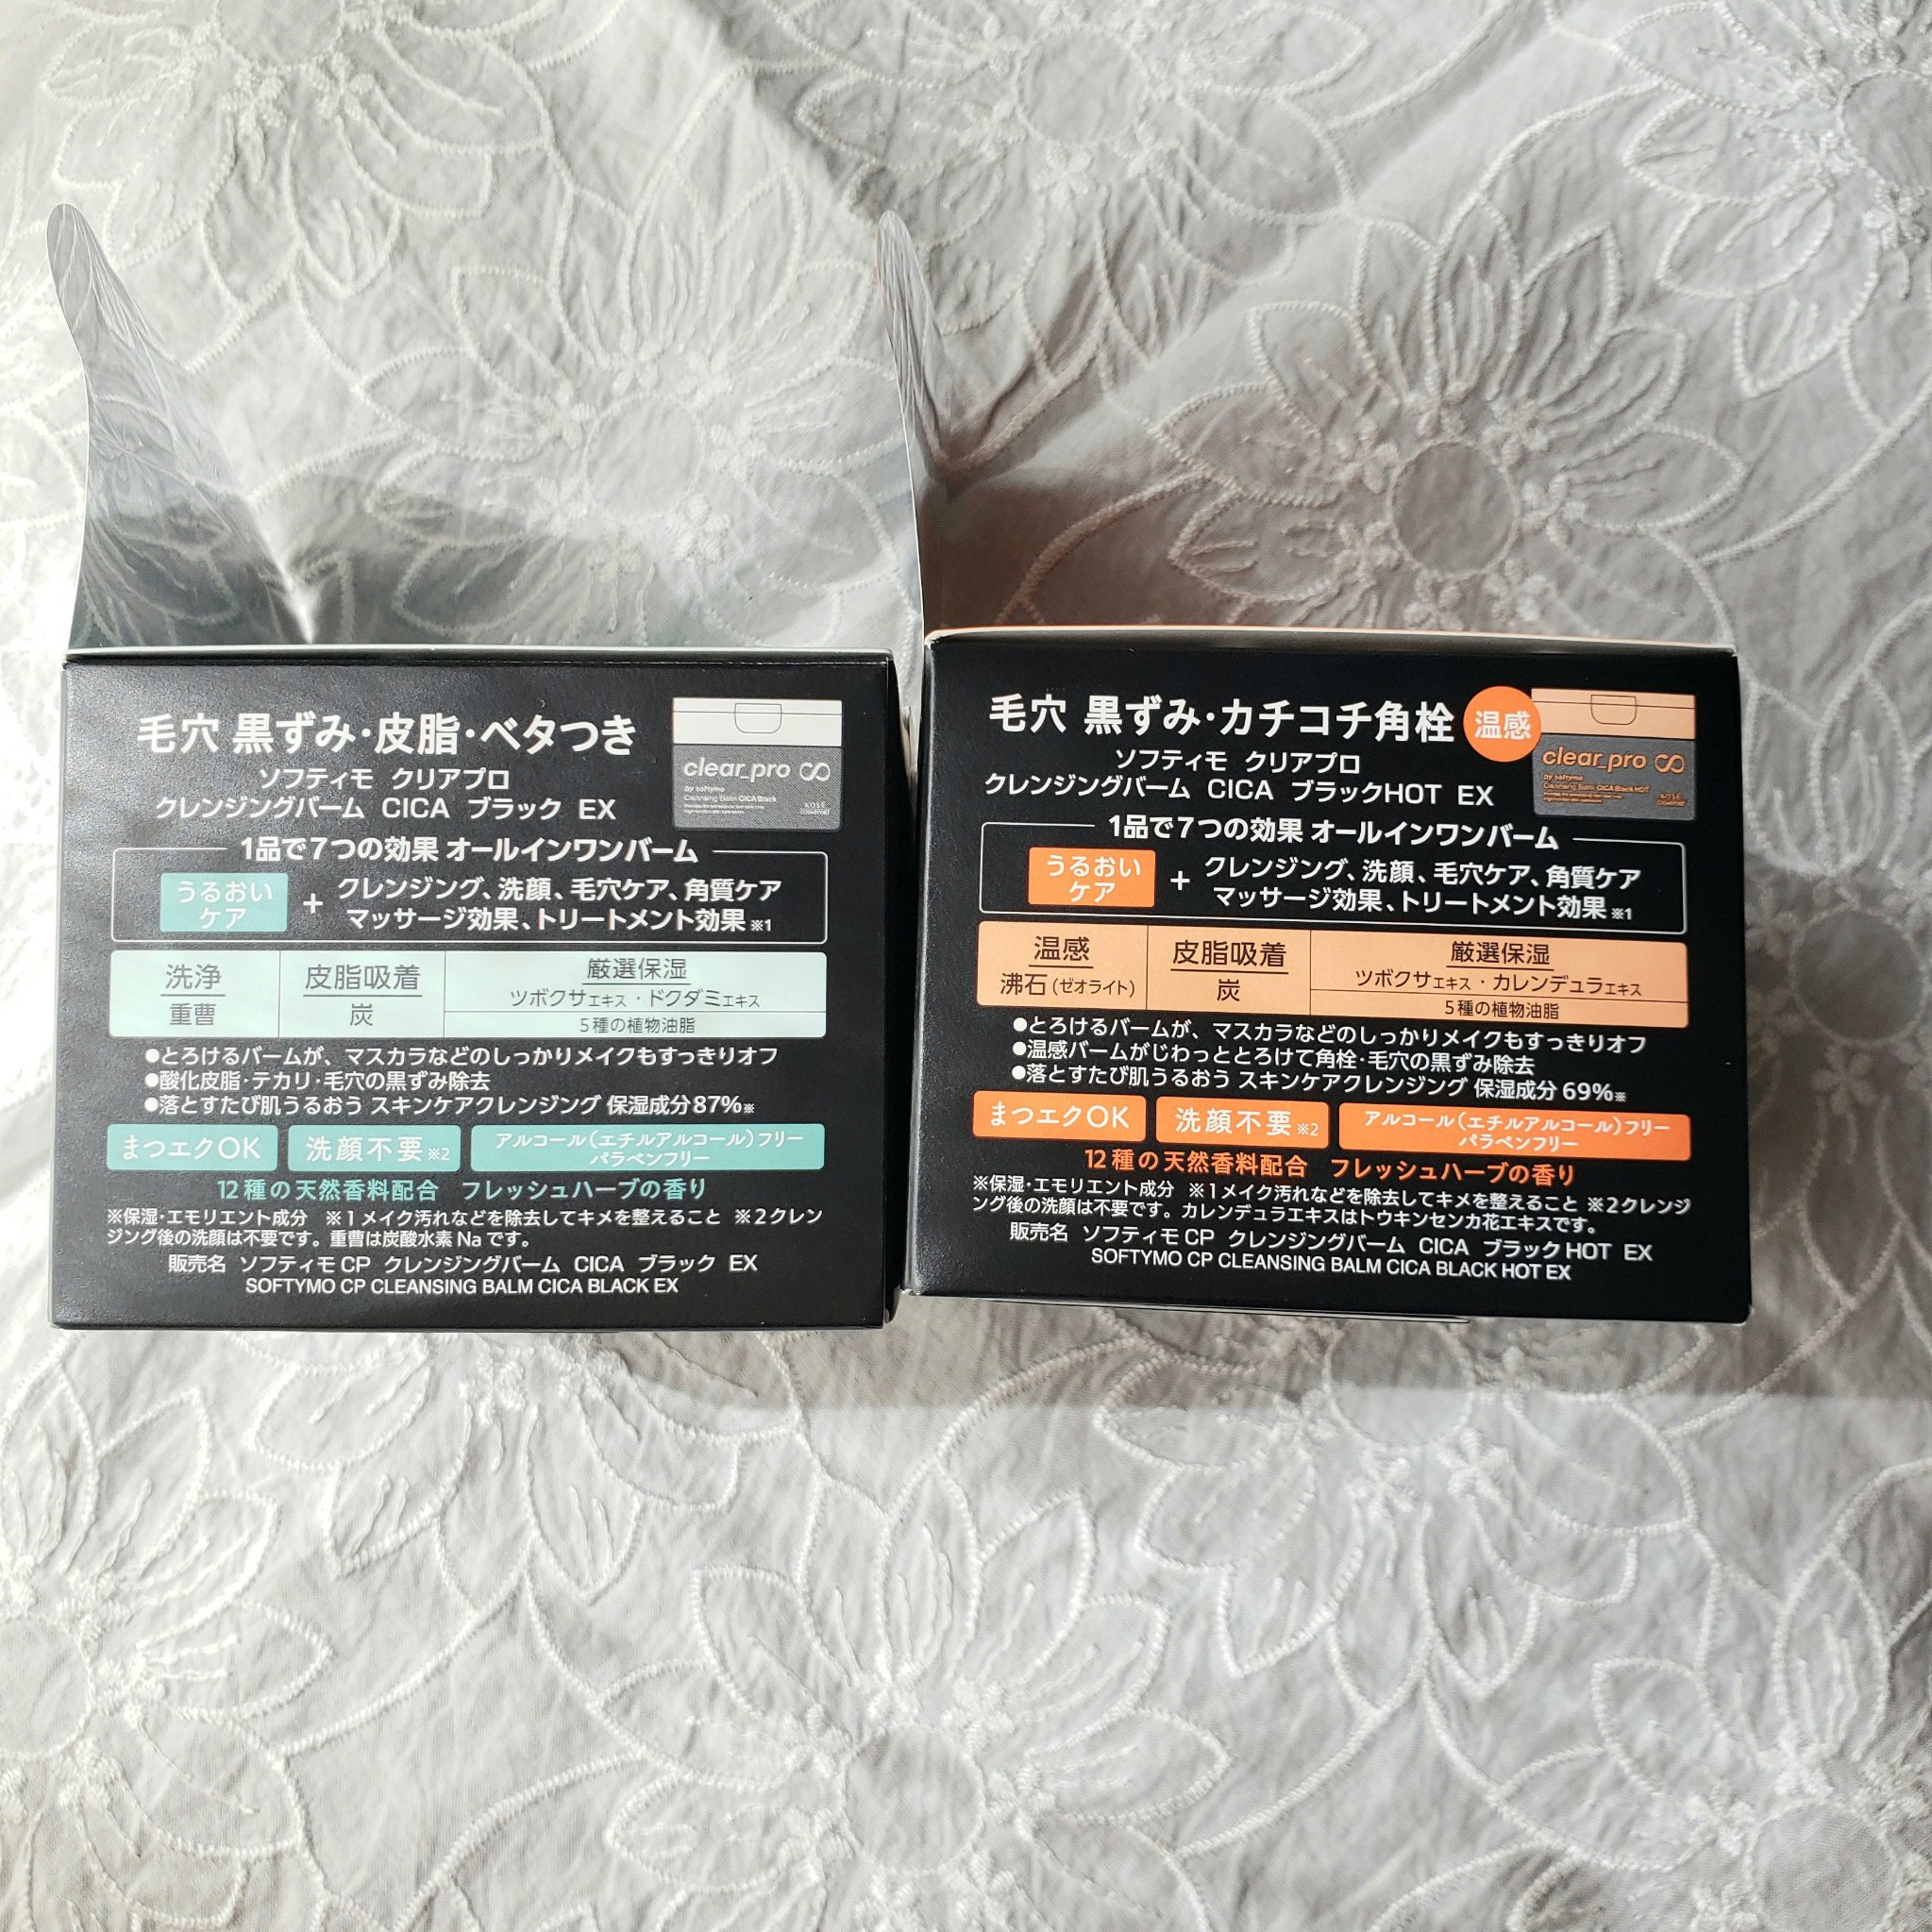 毛穴 黒ずみ・皮脂・ベタつき
ソフティモ クリアプロ
クレンジングバーム CICA ブラック EX
clear_pro
by softymo
Cleansing Balm CICA Black
KOSÉ
1品で7つの効果 オールインワンバーム
うるおい
ケア
+
クレンジング、洗顔、毛穴ケア、角質ケア
マッサージ効果、トリートメント効果※1
洗浄
重曹
皮脂吸着
炭
厳選保湿
ツボクサエキス・ドクダミエキス
5種の植物油脂
●とろけるバームが、マスカラなどのしっかりメイクもすっきりオフ
●酸化皮脂・テカリ・毛穴の黒ずみ除去
●落とすたび肌うるおう スキンケアクレンジング 保湿成分87%※
まつエクOK
洗顔不要※2
アルコール(エチルアルコール)フリー
パラベンフリー
12種の天然香料配合 フレッシュハーブの香り
※保湿・エモリエント成分 ※1メイク汚れなどを除去してキメを整えること ※2クレン
ジング後の洗顔は不要です。重曹は炭酸水素Naです。
販売名 ソフティモCP クレンジングバーム CICA ブラック EX
SOFTYMO CP CLEANSING BALM CICA BLACK EX
毛穴 黒ずみ・カチコチ角栓
温感
ソフティモ クリアプロ
クレンジングバーム CICA ブラックHOT EX
clear_pro
by softymo
Cleansing Balm CICA Black HOT
KOSÉ
1品で7つの効果 オールインワンバーム
うるおい
ケア
+
クレンジング、洗顔、毛穴ケア、角質ケア
マッサージ効果、トリートメント効果※1
温感
沸石(ゼオライト)
皮脂吸着
炭
厳選保湿
ツボクサエキス・カレンデュラエキス
5種の植物油脂
●とろけるバームが、マスカラなどのしっかりメイクもすっきりオフ
●温感バームがじわっととろけて角栓・毛穴の黒ずみ除去
●落とすたび肌うるおう スキンケアクレンジング 保湿成分69%※
まつエクOK
洗顔不要※2
アルコール(エチルアルコール)フリー
パラベンフリー
12種の天然香料配合 フレッシュハーブの香り
※保湿・エモリエント成分 ※1メイク汚れなどを除去してキメを整えること ※2クレンジ
ング後の洗顔は不要です。カレンデュラエキスはトウキンセンカ花エキスです。
販売名 ソフティモCP クレンジングバーム CICA ブラックHOT EX
SOFTYMO CP CLEANSING BALM CICA BLACK HOT EX